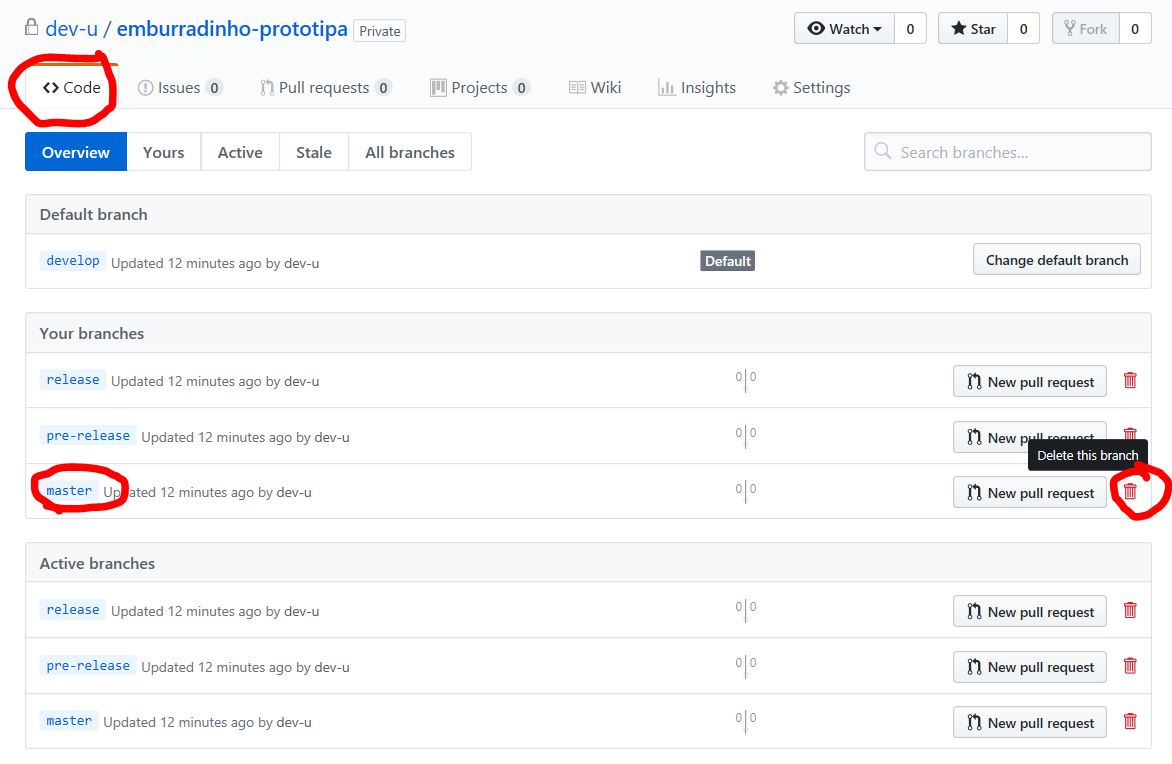 dev-u / emburradinho-prototipa Private Watch 0 Star 0 Fork 0
Code Issues 0 Pull requests 0 Projects 0 Wiki Insights Settings
Overview Yours Active Stale All branches Search branches...
Default branch
develop Updated 12 minutes ago by dev-u Default Change default branch
Your branches
release Updated 12 minutes ago by dev-u 0 0 New pull request
pre-release Updated 12 minutes ago by dev-u 0 0 New pull request
Delete this branch
master Updated 12 minutes ago by dev-u 0 0 New pull request
Active branches
release Updated 12 minutes ago by dev-u 0 0 New pull request
pre-release Updated 12 minutes ago by dev-u 0 0 New pull request
master Updated 12 minutes ago by dev-u 0 0 New pull request